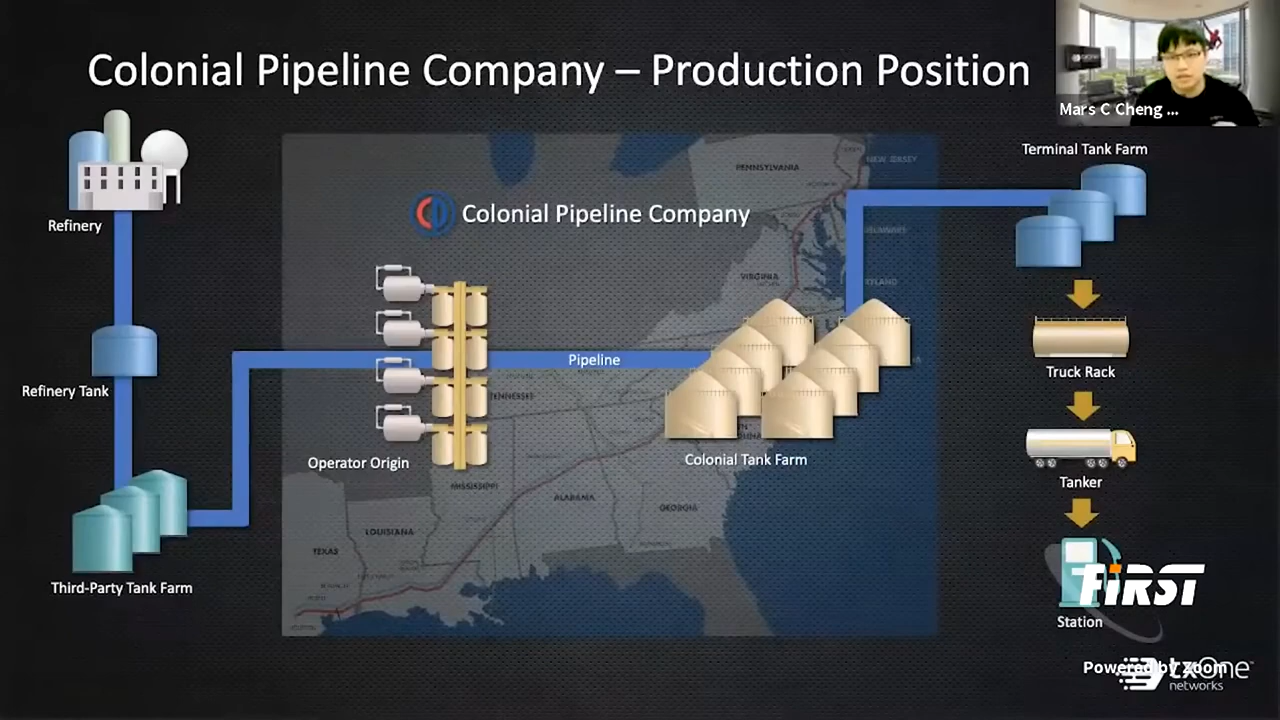 Colonial Pipeline Company – Production Position
Mars C Cheng ...
Refinery
Refinery Tank
Third-Party Tank Farm
Colonial Pipeline Company
PENNSYLVANIA
NEW JERSEY
DELAWARE
VIRGINIA
Pipeline
Operator Origin
Colonial Tank Farm
MISSISSIPPI
ALABAMA
GEORGIA
LOUISIANA
TEXAS
Terminal Tank Farm
Truck Rack
Tanker
FiRST
Station
Powered by Zoom
txOne
networks